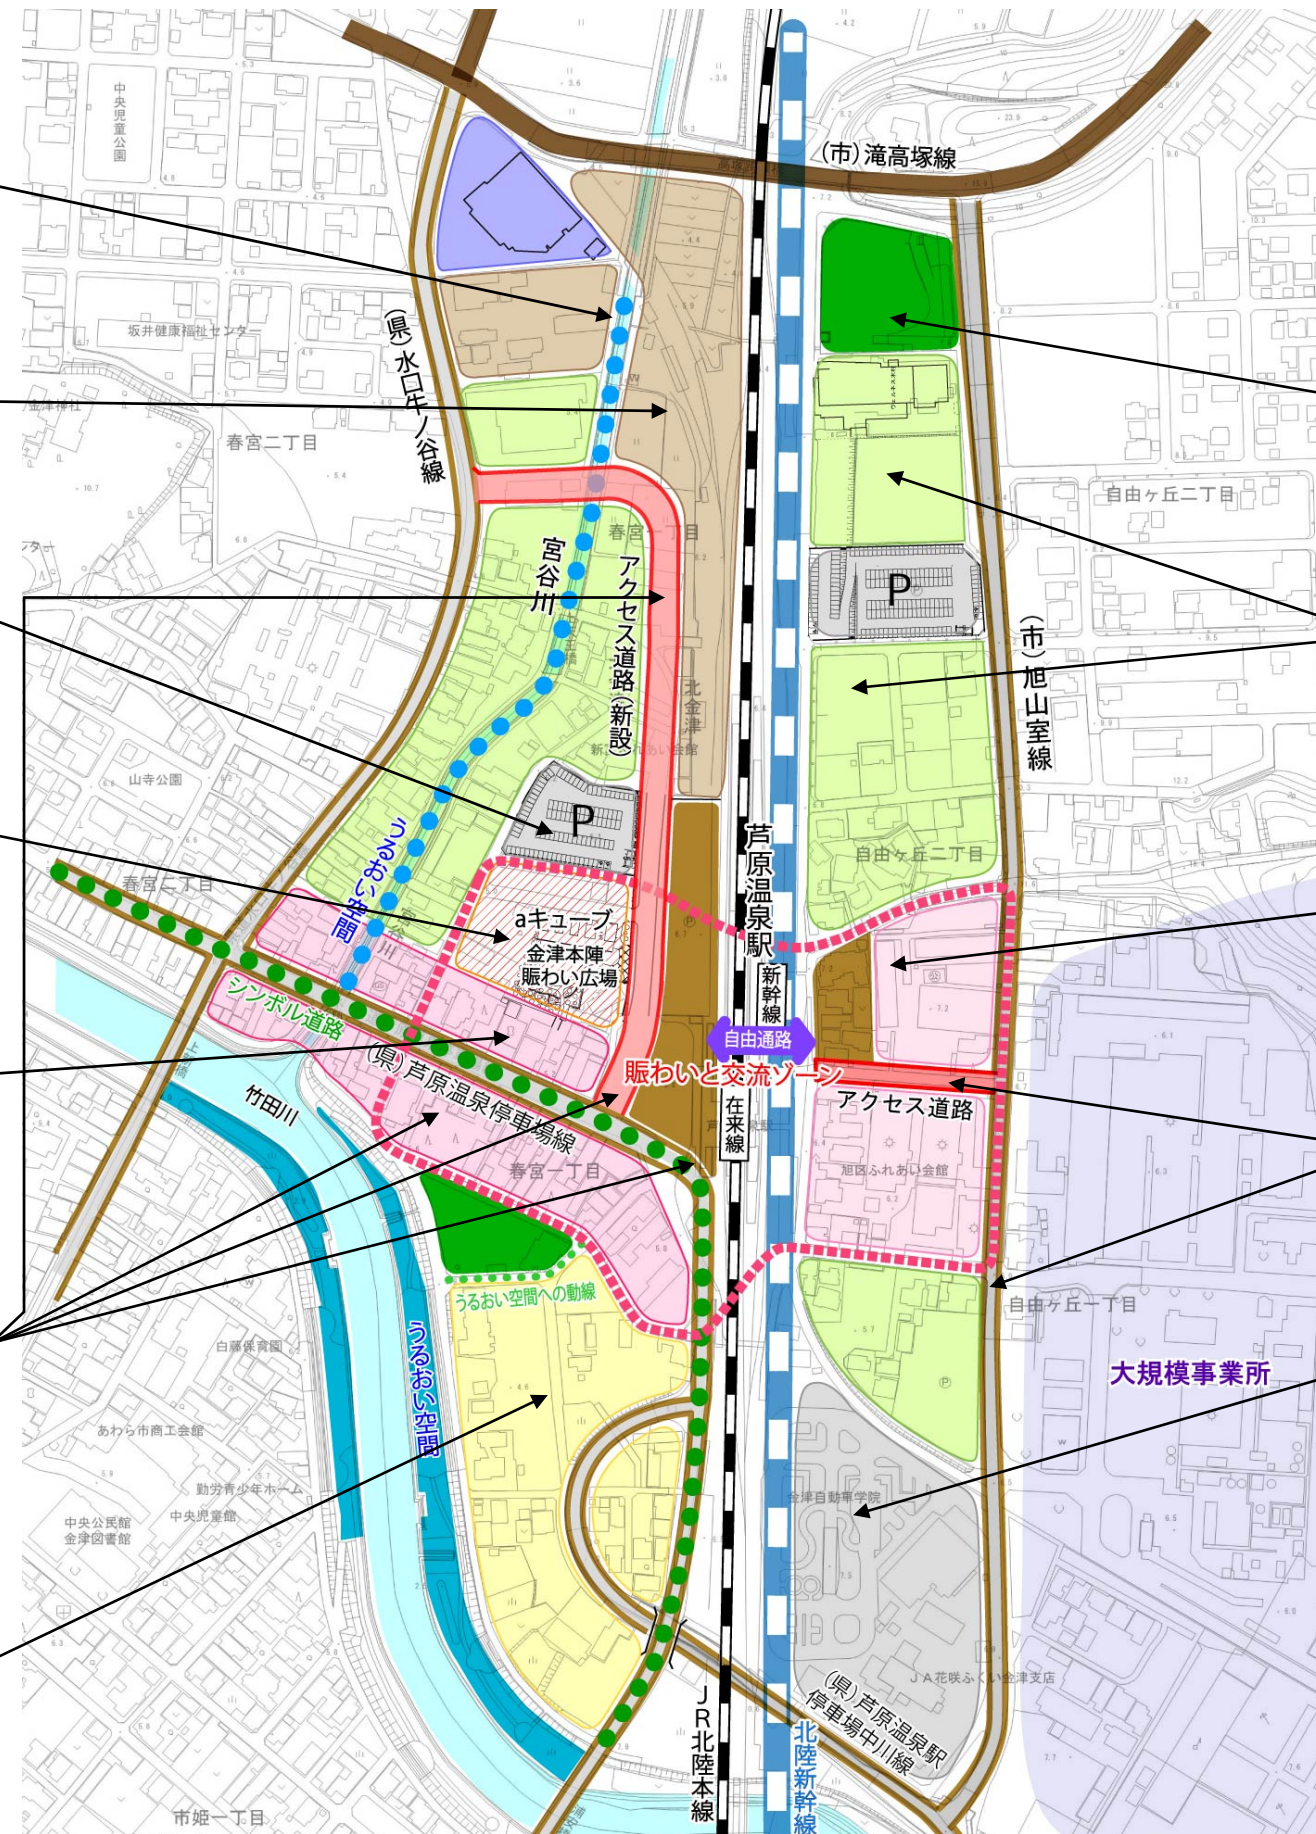 中央児童公園
(市)滝高塚線
坂井健康福祉センター
(県)水口牛ノ谷線
金津神社
春宮二丁目
自由ヶ丘二丁目
春宮一丁目
宮谷川
アクセス道路(新設)
P
P
(市)旭山室線
北金津
山寺公園
芦原温泉駅
自由ヶ丘二丁目
うるおい空間
春宮二丁目
aキューブ
金津本陣
賑わい広場
新幹線
シンボル道路
自由通路
(県)芦原温泉停車場線
賑わいと交流ゾーン
アクセス道路
竹田川
在来線
春宮一丁目
旭区ふれあい会館
うるおい空間への動線
自由ヶ丘一丁目
白藤保育園
うるおい空間
大規模事業所
あわら市商工会館
勤労青少年ホーム
中央児童館
中央公民館
金津図書館
金津自動車学院
JA花咲ふくい金津支店
(県)芦原温泉駅
停車場中川線
JR北陸本線
北陸新幹線
市姫一丁目